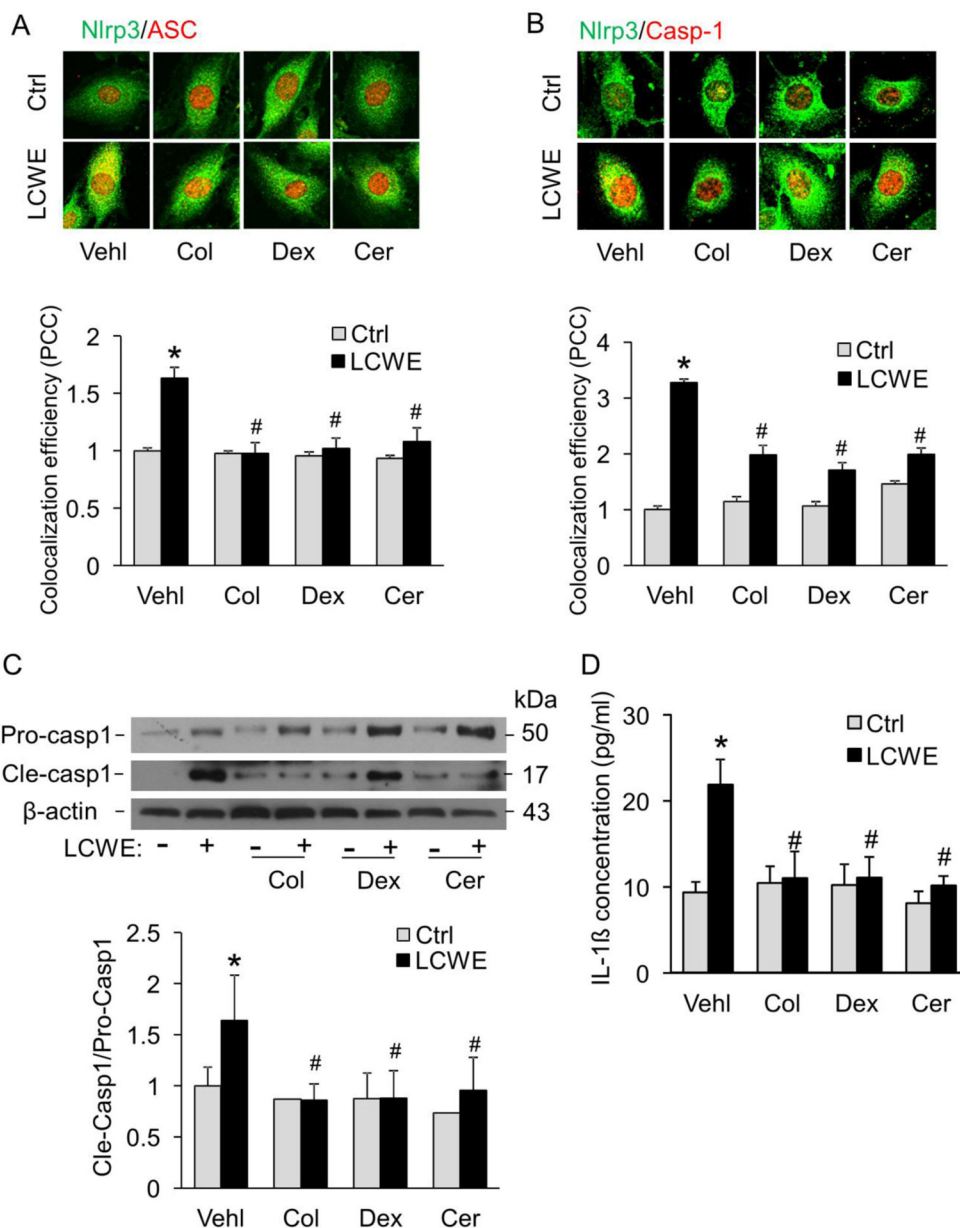 A
Nlrp3/ASC
Ctrl
LCWE
Vehl Col Dex Cer
Colocalization efficiency (PCC)
2
1.5
1
0.5
0
Ctrl
LCWE
*
#
#
#
Vehl Col Dex Cer
B
Nlrp3/Casp-1
Ctrl
LCWE
Vehl Col Dex Cer
Colocalization efficiency (PCC)
4
3
2
1
0
Ctrl
LCWE
*
#
#
#
Vehl Col Dex Cer
C
kDa
Pro-casp1 50
Cle-casp1 17
β-actin 43
LCWE: - + - + - + - +
Col Dex Cer
Cle-Casp1/Pro-Casp1
2.5
2
1.5
1
0.5
0
Ctrl
LCWE
*
#
#
#
Vehl Col Dex Cer
D
IL-1ß concentration (pg/ml)
30
20
10
0
Ctrl
LCWE
*
#
#
#
Vehl Col Dex Cer